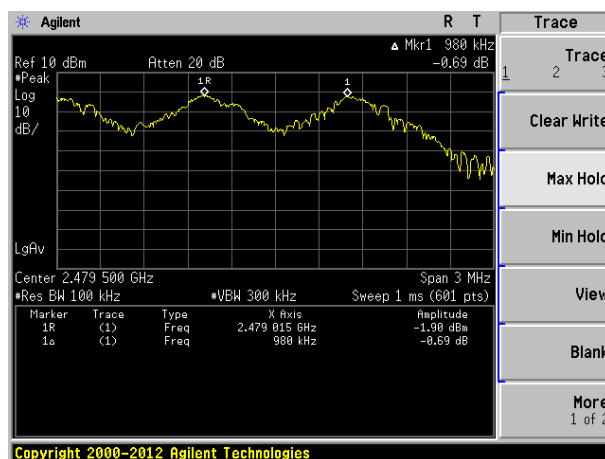 Agilent R T Trace
Δ Mkr1 980 kHz
Ref 10 dBm Atten 20 dB -0.69 dB
#Peak
Log
10
dB/
1R 1
LgAv
Center 2.479 500 GHz Span 3 MHz
#Res BW 100 kHz #VBW 300 kHz Sweep 1 ms (601 pts)
Marker Trace Type X Axis Amplitude
1R (1) Freq 2.479 015 GHz -1.90 dBm
1Δ (1) Freq 980 kHz -0.69 dB
Trace
1 2 3
Clear Write
Max Hold
Min Hold
View
Blank
More
1 of 2
Copyright 2000-2012 Agilent Technologies